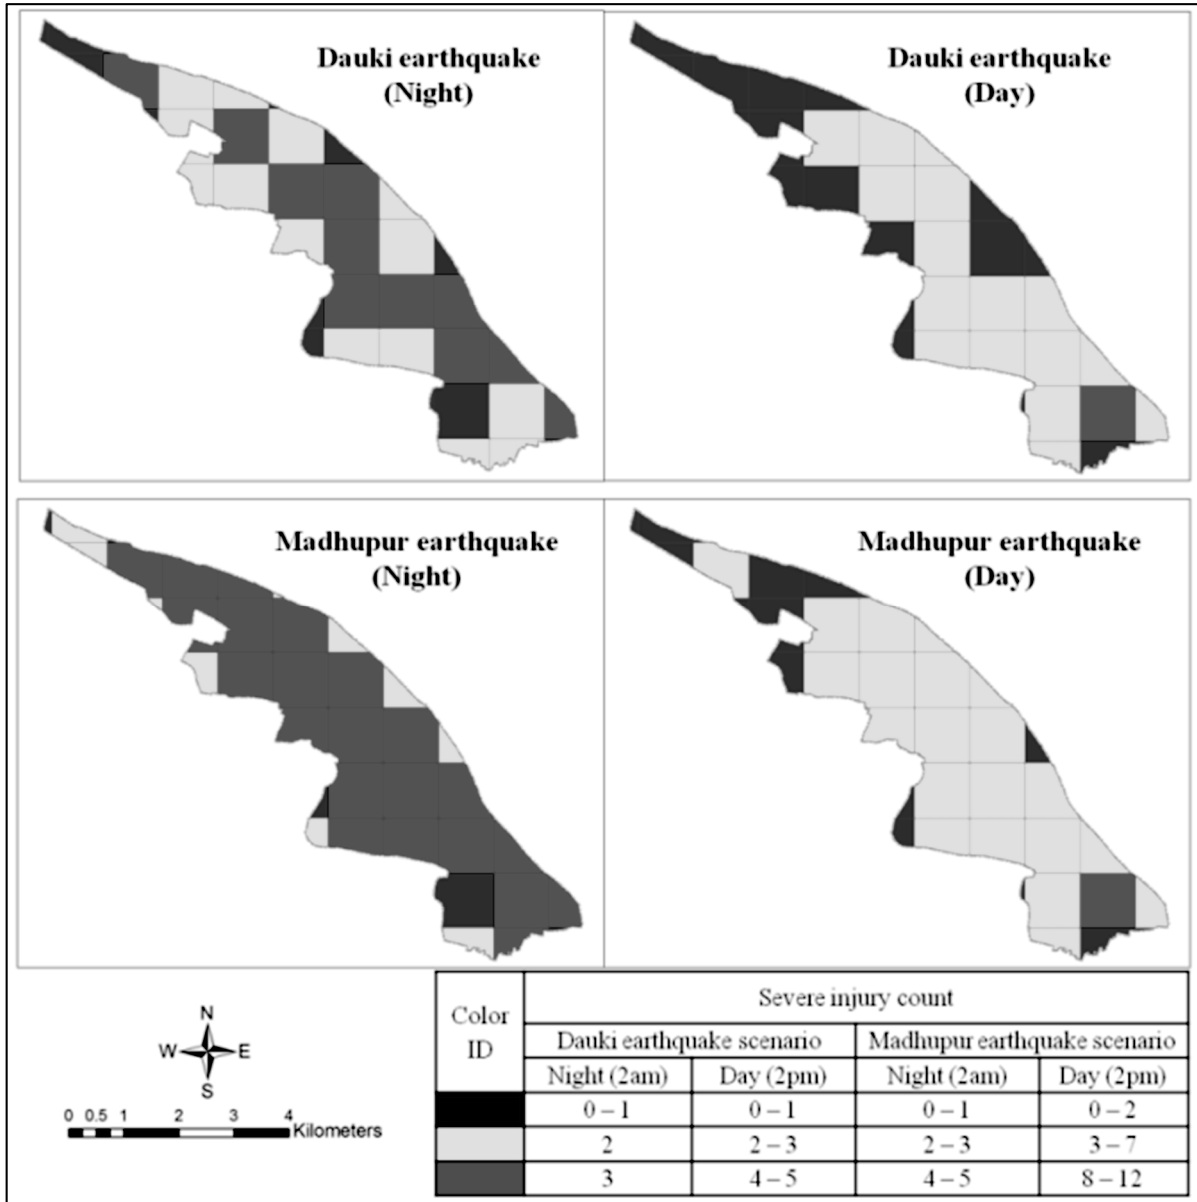 Dauki earthquake
(Night)
Dauki earthquake
(Day)
Madhupur earthquake
(Night)
Madhupur earthquake
(Day)
N
W E
S
0 0.5 1 2 3 4
Kilometers
Color
ID
Severe injury count
Dauki earthquake scenario Madhupur earthquake scenario
Night (2am) Day (2pm) Night (2am) Day (2pm)
0 – 1 0 – 1 0 – 1 0 – 2
2 2 – 3 2 – 3 3 – 7
3 4 – 5 4 – 5 8 – 12